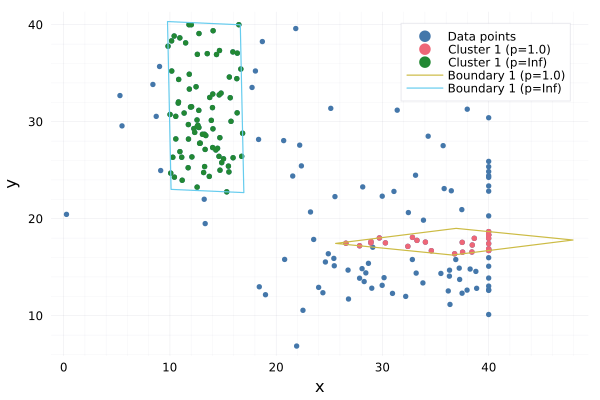 40
30
20
10
y
0
10
20
30
40
x
Data points
Cluster 1 (p=1.0)
Cluster 1 (p=Inf)
Boundary 1 (p=1.0)
Boundary 1 (p=Inf)